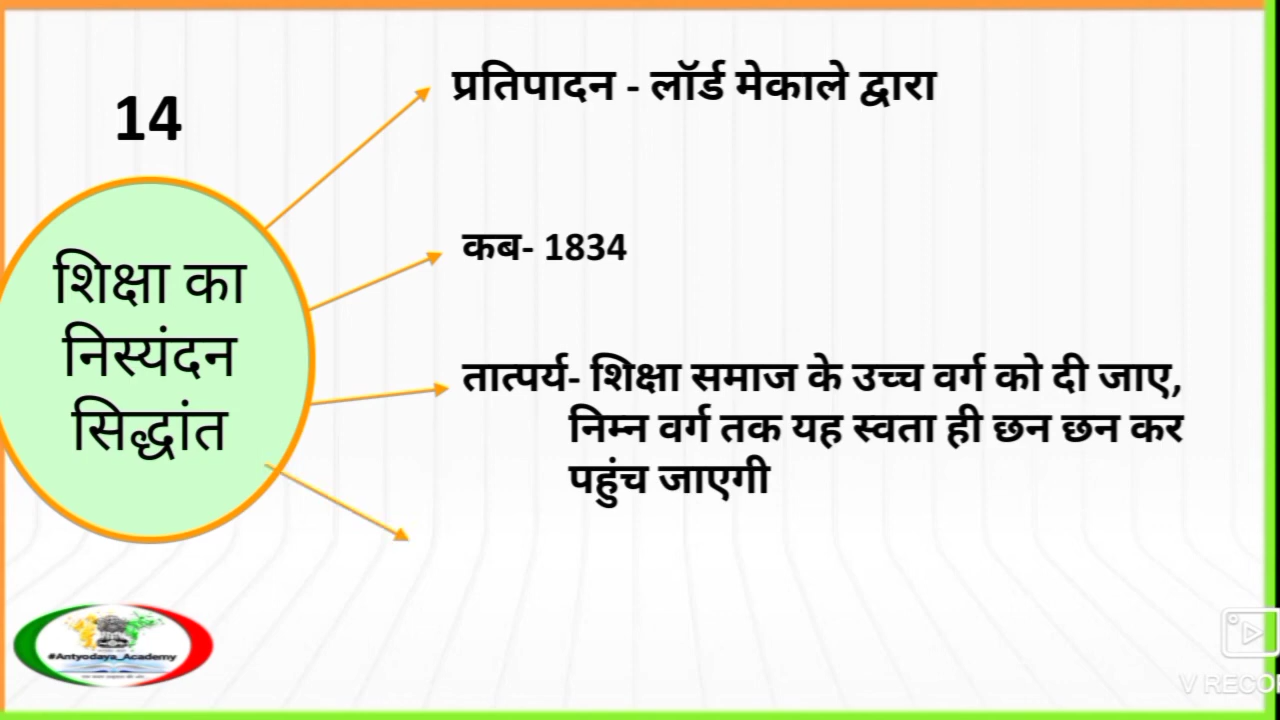 14
शिक्षा का
निस्यंदन
सिद्धांत
प्रतिपादन - लॉर्ड मेकाले द्वारा
कब- 1834
तात्पर्य- शिक्षा समाज के उच्च वर्ग को दी जाए,
निम्न वर्ग तक यह स्वता ही छन छन कर
पहुंच जाएगी
#Antyodaya_Academy
V RECO